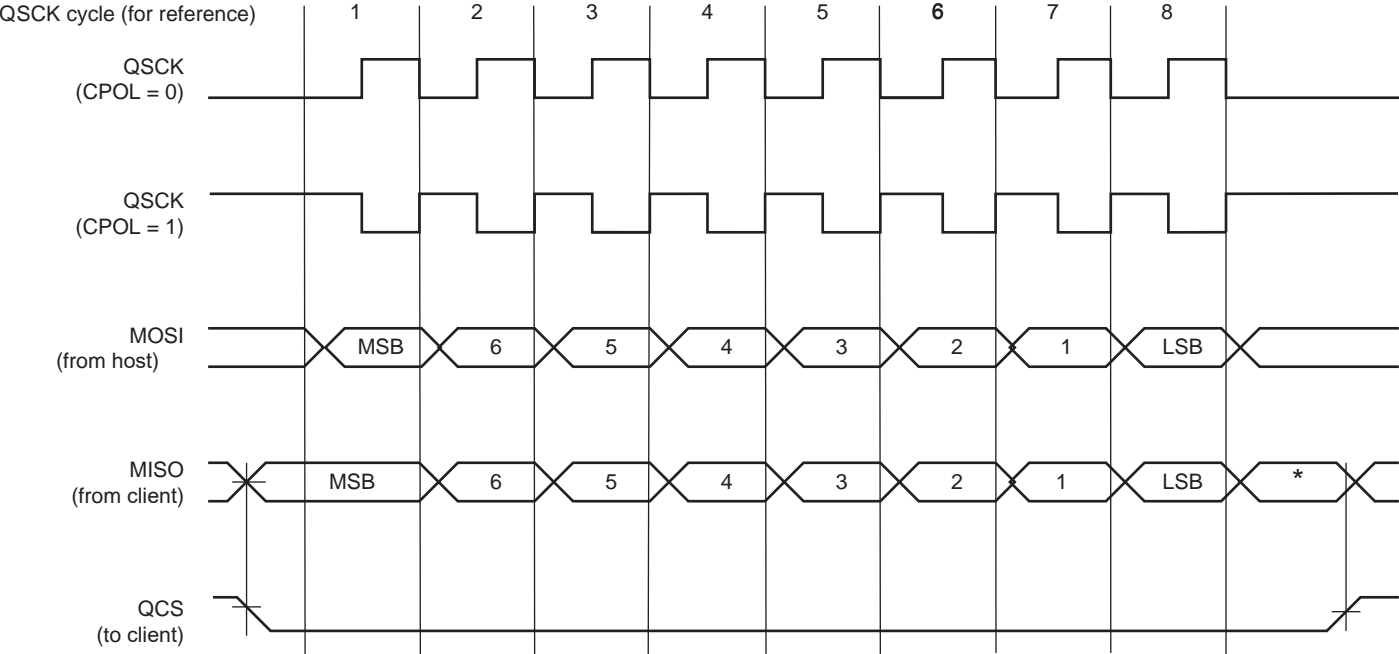 QSCK cycle (for reference) 1 2 3 4 5 6 7 8
QSCK
(CPOL = 0)
QSCK
(CPOL = 1)
MOSI
(from host)
MSB 6 5 4 3 2 1 LSB
MISO
(from client)
MSB 6 5 4 3 2 1 LSB *
QCS
(to client)